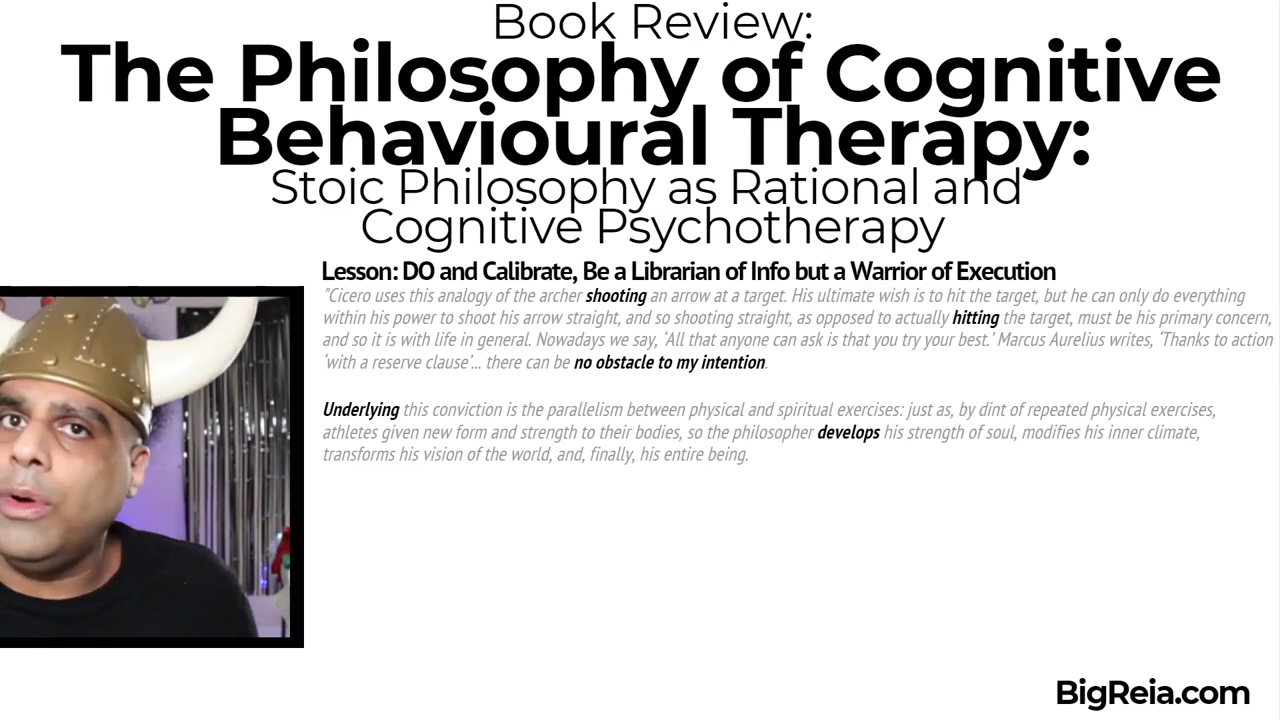 Book Review:
The Philosophy of Cognitive
Behavioural Therapy:
Stoic Philosophy as Rational and
Cognitive Psychotherapy
Lesson: DO and Calibrate, Be a Librarian of Info but a Warrior of Execution
"Cicero uses this analogy of the archer shooting an arrow at a target. His ultimate wish is to hit the target, but he can only do everything
within his power to shoot his arrow straight, and so shooting straight, as opposed to actually hitting the target, must be his primary concern,
and so it is with life in general. Nowadays we say, ‘All that anyone can ask is that you try your best.’ Marcus Aurelius writes, ‘Thanks to action
‘with a reserve clause’... there can be no obstacle to my intention.
Underlying this conviction is the parallelism between physical and spiritual exercises: just as, by dint of repeated physical exercises,
athletes given new form and strength to their bodies, so the philosopher develops his strength of soul, modifies his inner climate,
transforms his vision of the world, and, finally, his entire being.
BigReia.com